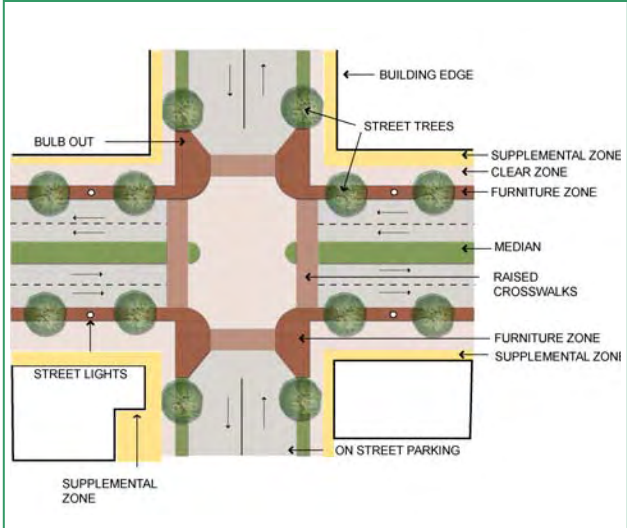 BUILDING EDGE
STREET TREES
BULB OUT
SUPPLEMENTAL ZONE
CLEAR ZONE
FURNITURE ZONE
MEDIAN
RAISED
CROSSWALKS
FURNITURE ZONE
SUPPLEMENTAL ZONE
STREET LIGHTS
ON STREET PARKING
SUPPLEMENTAL
ZONE